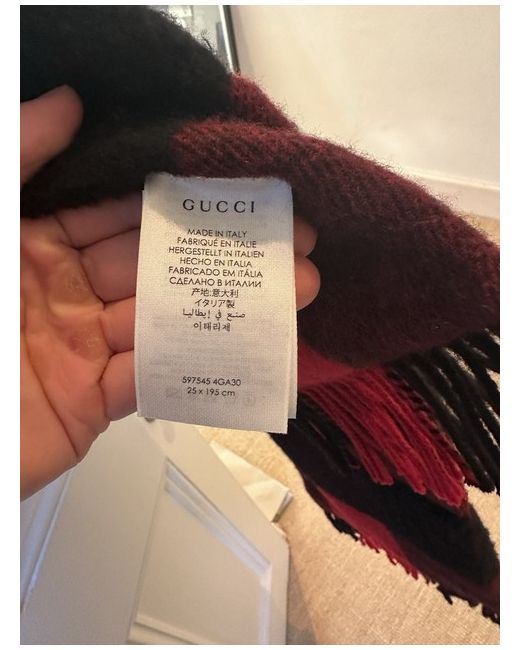 GUCCI
MADE IN ITALY
FABRIQUÉ EN ITALIE
HERGESTELLT IN ITALIEN
HECHO EN ITALIA
FABRICADO EM ITÁLIA
СДЕЛАНО В ИТАЛИИ
产地:意大利
イタリア製
صنع في إيطاليا
이태리제
597545 4GA30
25 x 195 cm